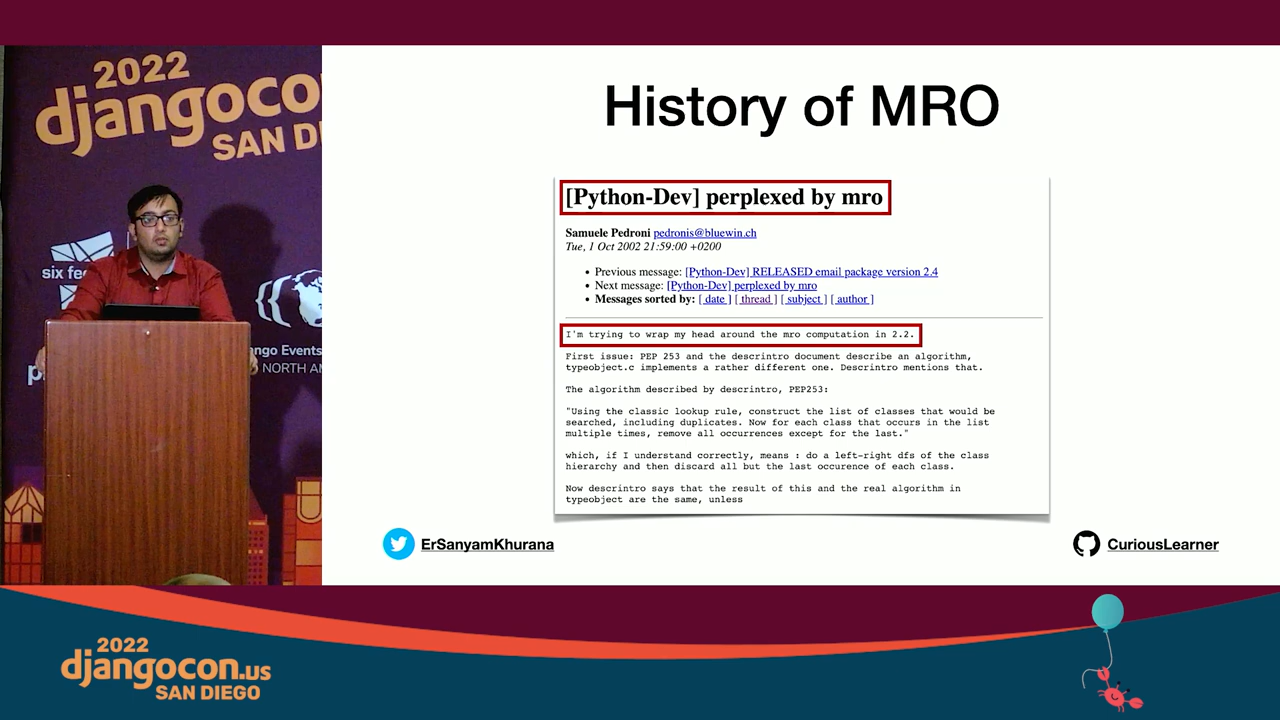 2022
djangoco
SAN D
six fe
ango Events
NORTH AM
p
History of MRO
[Python-Dev] perplexed by mro
Samuele Pedroni pedronis@bluewin.ch
Tue, 1 Oct 2002 21:59:00 +0200
• Previous message: [Python-Dev] RELEASED email package version 2.4
• Next message: [Python-Dev] perplexed by mro
• Messages sorted by: [ date ] [ thread ] [ subject ] [ author ]
I'm trying to wrap my head around the mro computation in 2.2.
First issue: PEP 253 and the descrintro document describe an algorithm,
typeobject.c implements a rather different one. Descrintro mentions that.
The algorithm described by descrintro, PEP253:
"Using the classic lookup rule, construct the list of classes that would be
searched, including duplicates. Now for each class that occurs in the list
multiple times, remove all occurrences except for the last."
which, if I understand correctly, means : do a left-right dfs of the class
hierarchy and then discard all but the last occurence of each class.
Now descrintro says that the result of this and the real algorithm in
typeobject are the same, unless
ErSanyamKhurana
CuriousLearner
2022
djangocon.us
SAN DIEGO